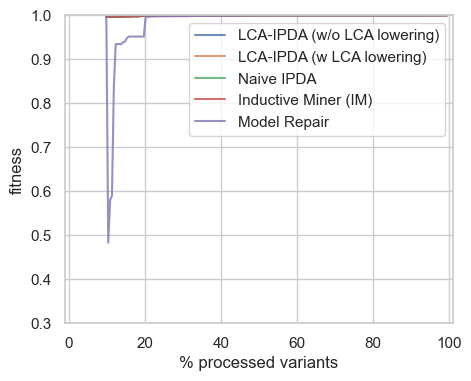 1.0
0.9
0.8
0.7
0.6
0.5
0.4
0.3
fitness
0 20 40 60 80 100
% processed variants
LCA-IPDA (w/o LCA lowering)
LCA-IPDA (w LCA lowering)
Naive IPDA
Inductive Miner (IM)
Model Repair